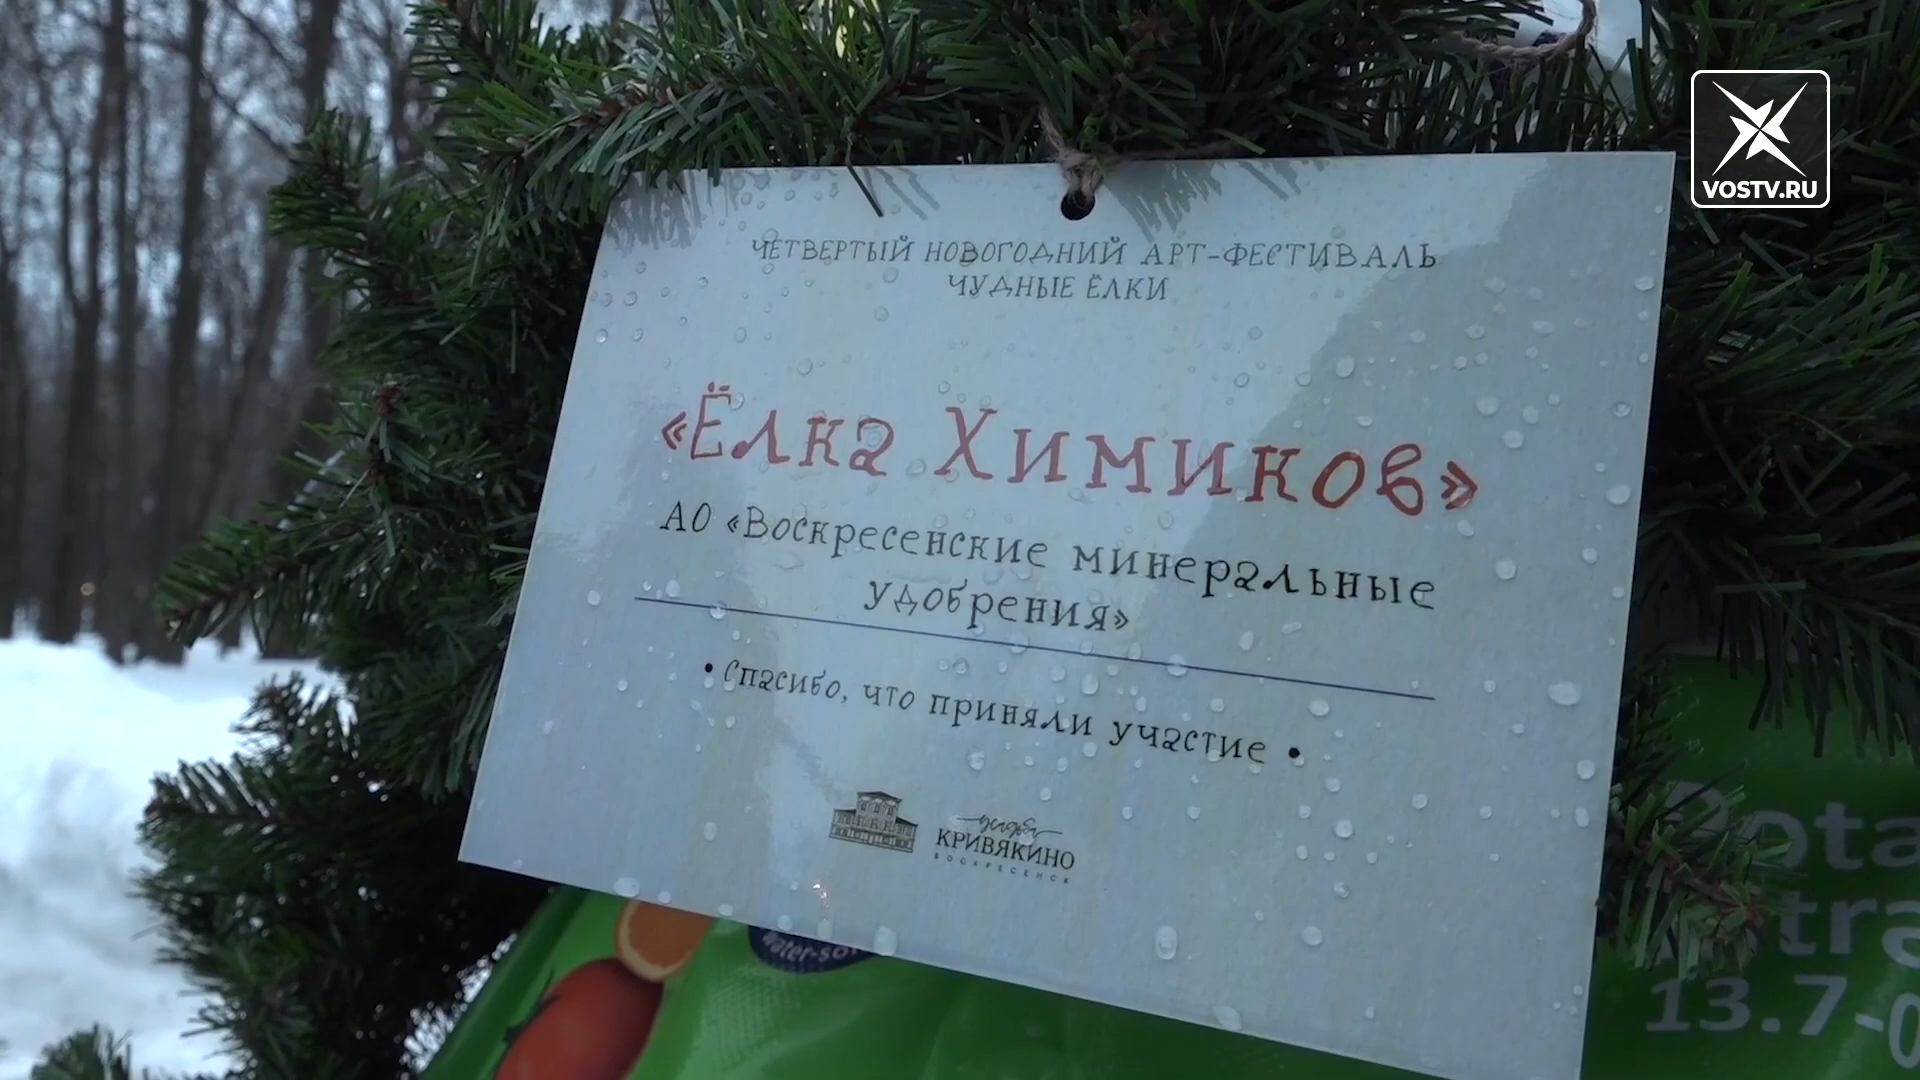 VOSTV.RU
ЧЕТВЕРТЫЙ НОВОГОДНИЙ АРТ-ФЕСТИВАЛЬ
ЧУДНЫЕ ЁЛКИ
«Ёлка Химиков»
АО «Воскресенские минеральные
удобрения»
• Спасибо, что приняли участие •
усадьба
КРИВЯКИНО
ВОСКРЕСЕНСК
13.7-0